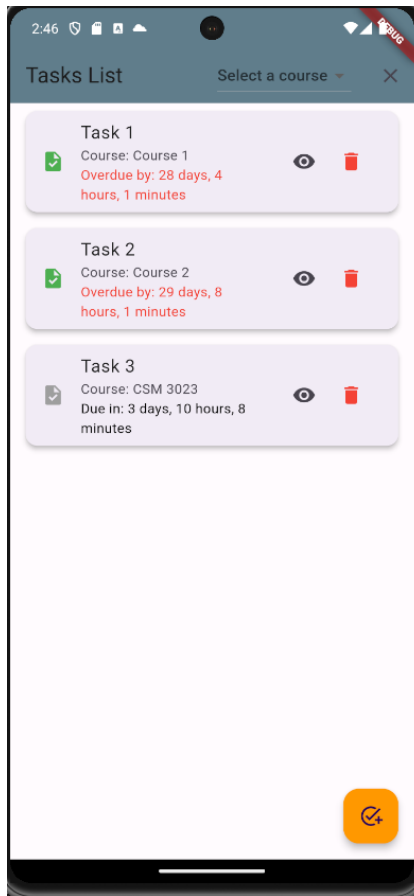 2:46
DEBUG
Tasks List
Select a course
Task 1
Course: Course 1
Overdue by: 28 days, 4
hours, 1 minutes
Task 2
Course: Course 2
Overdue by: 29 days, 8
hours, 1 minutes
Task 3
Course: CSM 3023
Due in: 3 days, 10 hours, 8
minutes